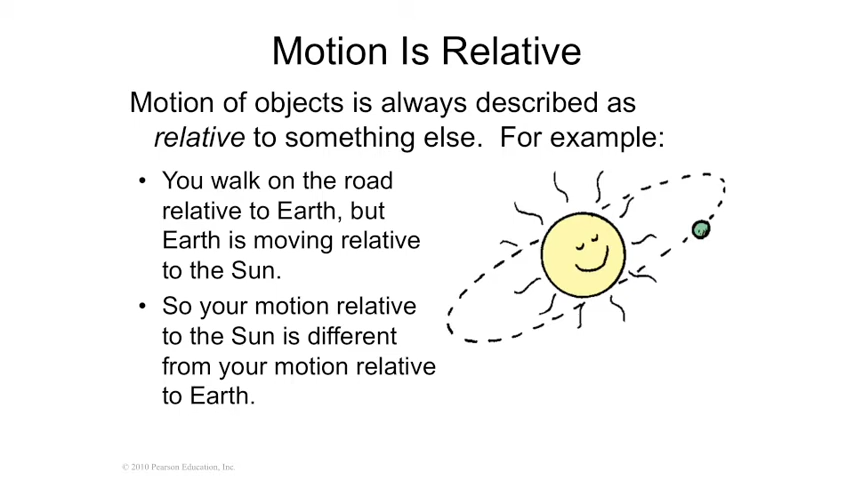 Motion Is Relative
Motion of objects is always described as
relative to something else.  For example:
• You walk on the road
relative to Earth, but
Earth is moving relative
to the Sun.
• So your motion relative
to the Sun is different
from your motion relative
to Earth.
© 2010 Pearson Education, Inc.